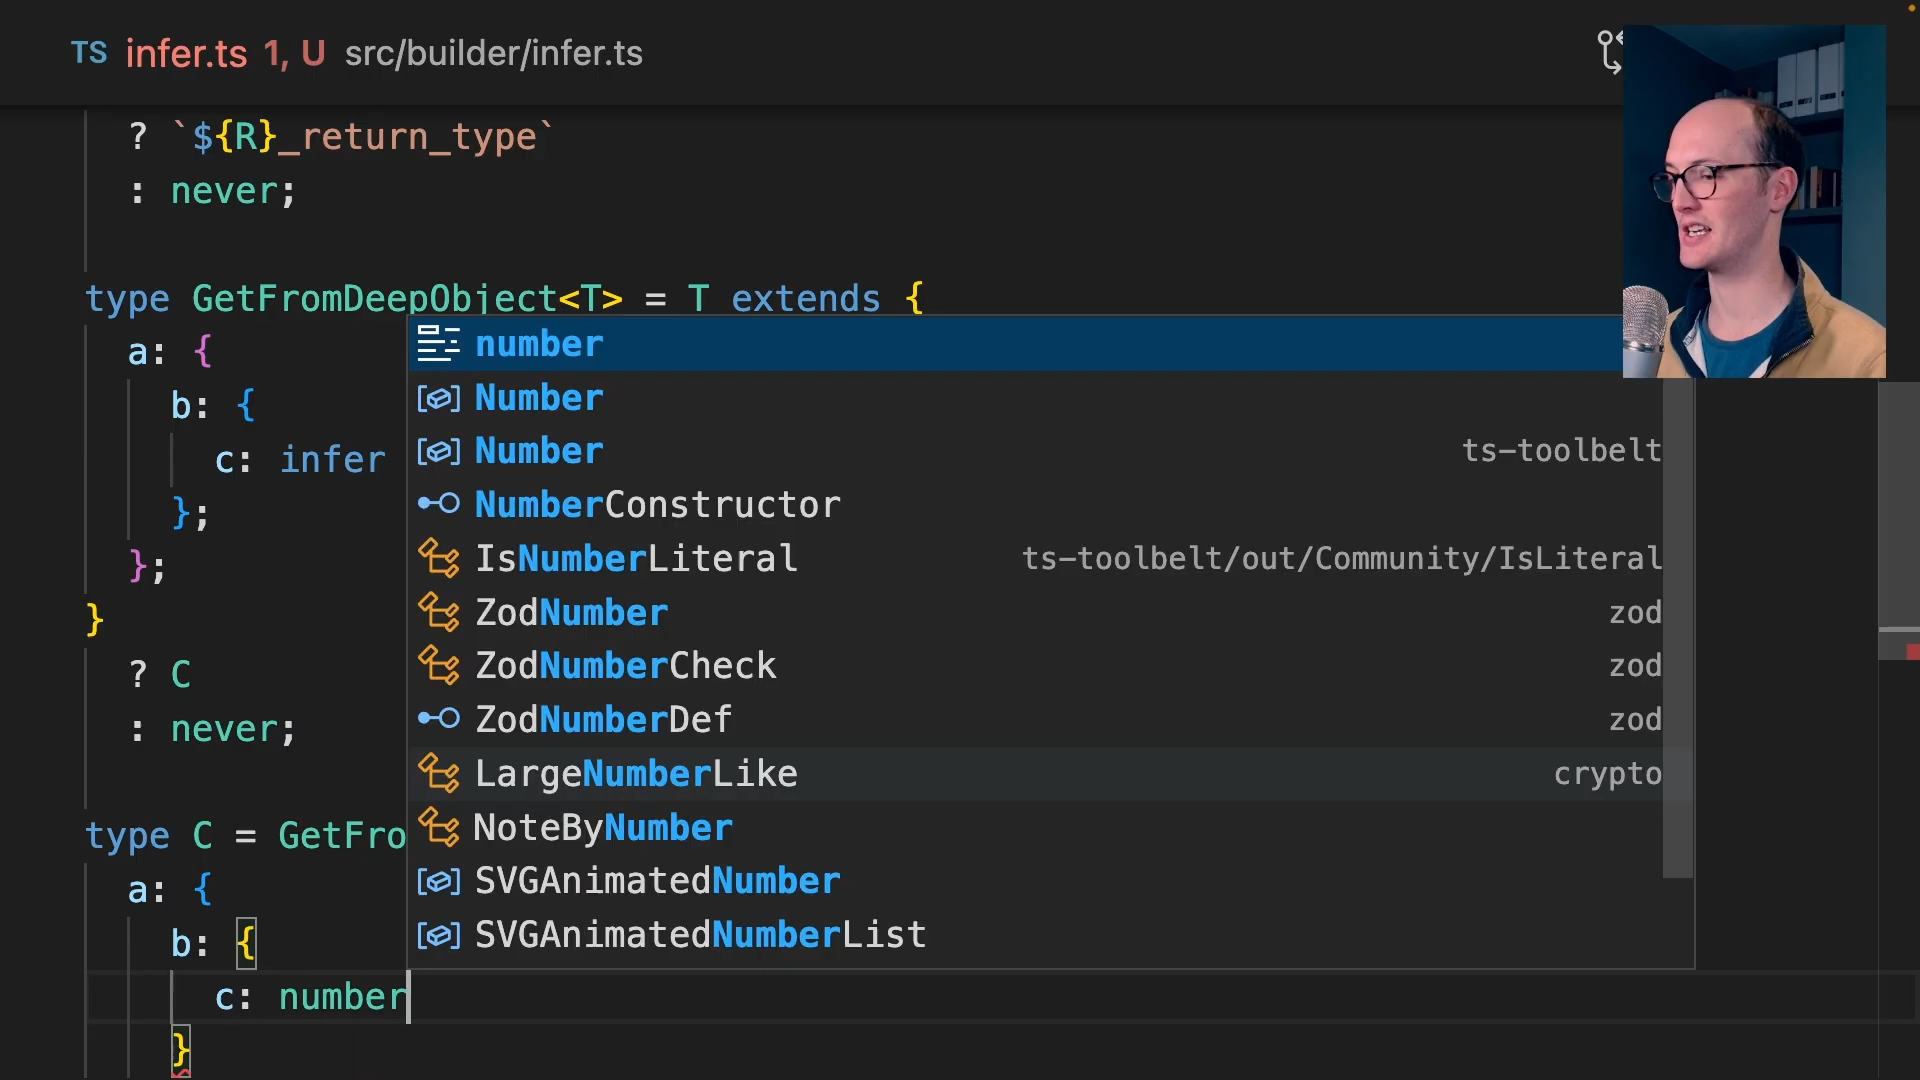 TS infer.ts 1, U src/builder/infer.ts
? `${R}_return_type`
: never;
type GetFromDeepObject<T> = T extends {
a: {
b: {
c: infer
};
};
}
? C
: never;
type C = GetFro
a: {
b: {
c: number
}
number
Number
Number ts-toolbelt
NumberConstructor
IsNumberLiteral ts-toolbelt/out/Community/IsLiteral
ZodNumber zod
ZodNumberCheck zod
ZodNumberDef zod
LargeNumberLike crypto
NoteByNumber
SVGAnimatedNumber
SVGAnimatedNumberList